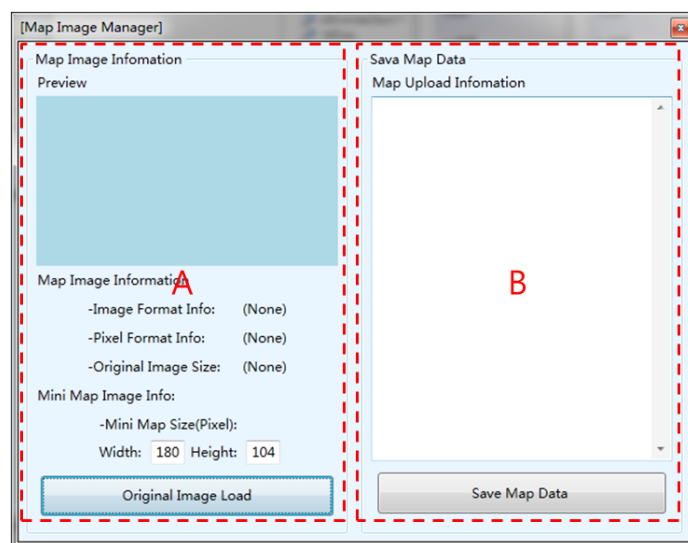 [Map Image Manager]
Map Image Infomation
Preview
A
Map Image Information
-Image Format Info: (None)
-Pixel Format Info: (None)
-Original Image Size: (None)
Mini Map Image Info:
-Mini Map Size(Pixel):
Width: 180 Height: 104
Original Image Load
Sava Map Data
Map Upload Infomation
B
Save Map Data